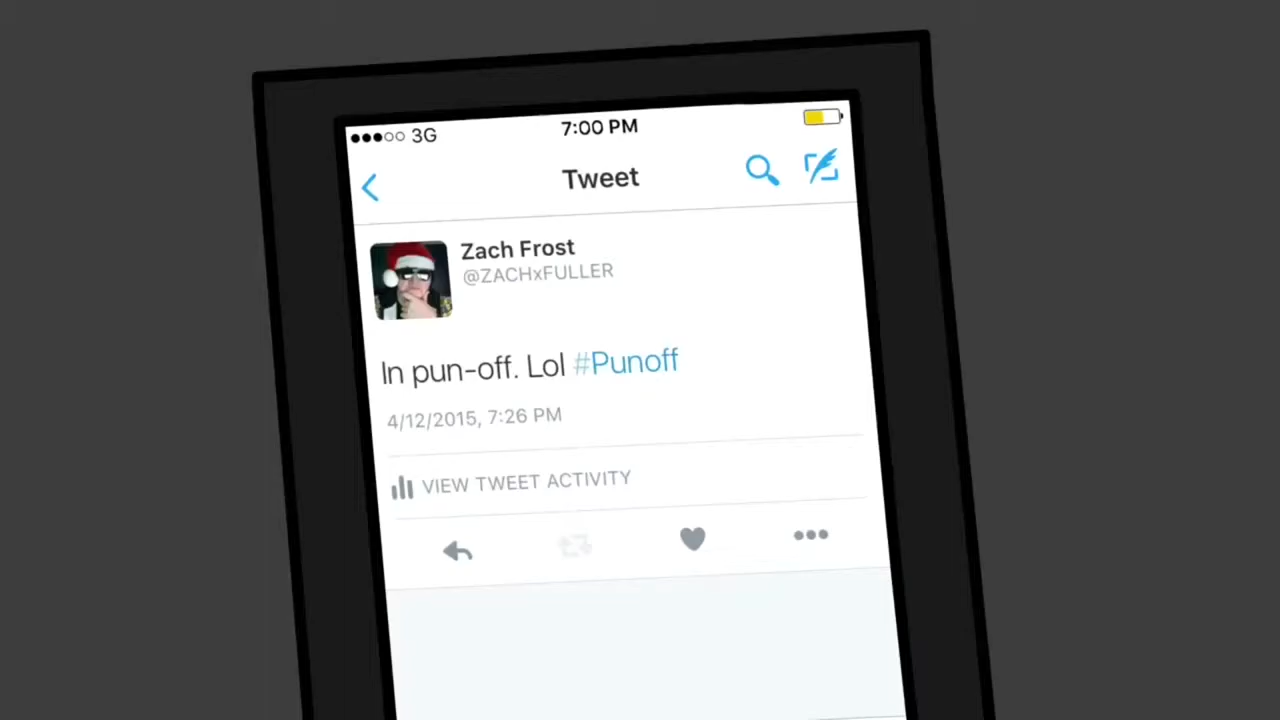 3G 7:00 PM
Tweet
Zach Frost
@ZACHxFULLER
In pun-off. Lol #Punoff
4/12/2015, 7:26 PM
VIEW TWEET ACTIVITY